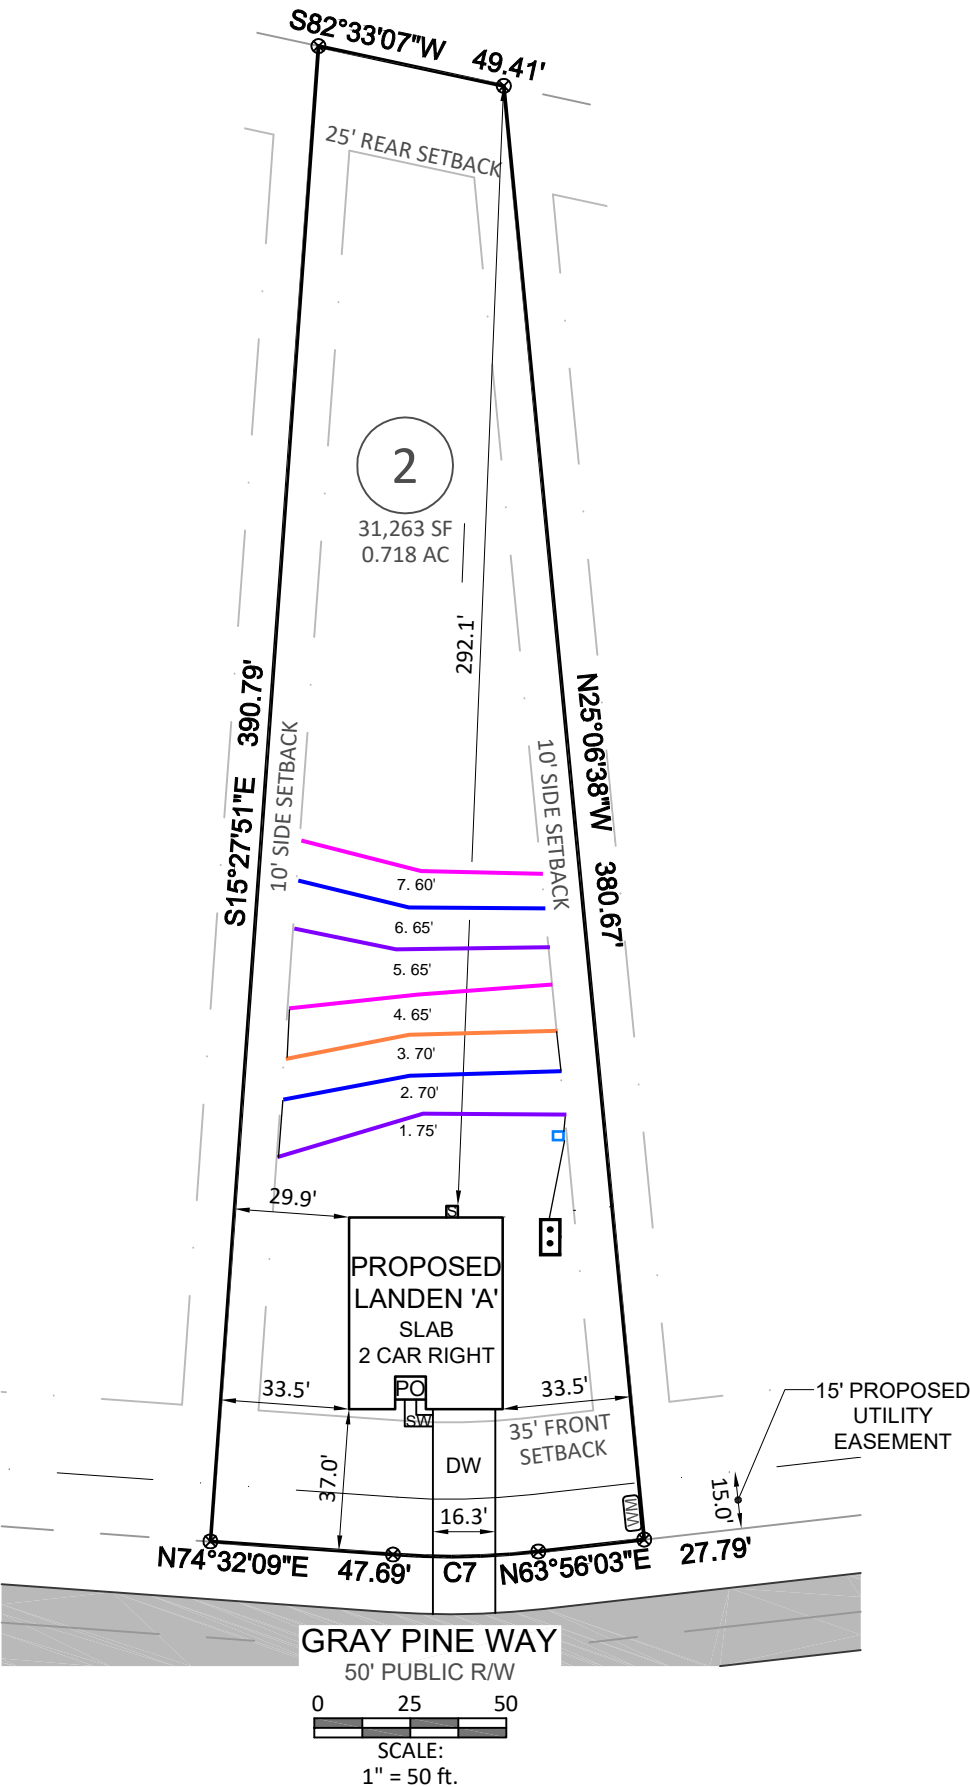 S82°33'07"W 49.41'
25' REAR SETBACK
2
31,263 SF
0.718 AC
292.1'
S15°27'51"E 390.79'
10' SIDE SETBACK
N25°06'38"W 380.67'
10' SIDE SETBACK
7. 60'
6. 65'
5. 65'
4. 65'
3. 70'
2. 70'
1. 75'
29.9'
S
PROPOSED
LANDEN 'A'
SLAB
2 CAR RIGHT
PO
SW
33.5'
33.5'
35' FRONT
SETBACK
37.0'
DW
16.3'
WM
15.0'
15' PROPOSED
UTILITY
EASEMENT
N74°32'09"E 47.69'
C7
N63°56'03"E 27.79'
GRAY PINE WAY
50' PUBLIC R/W
0 25 50
SCALE:
1" = 50 ft.